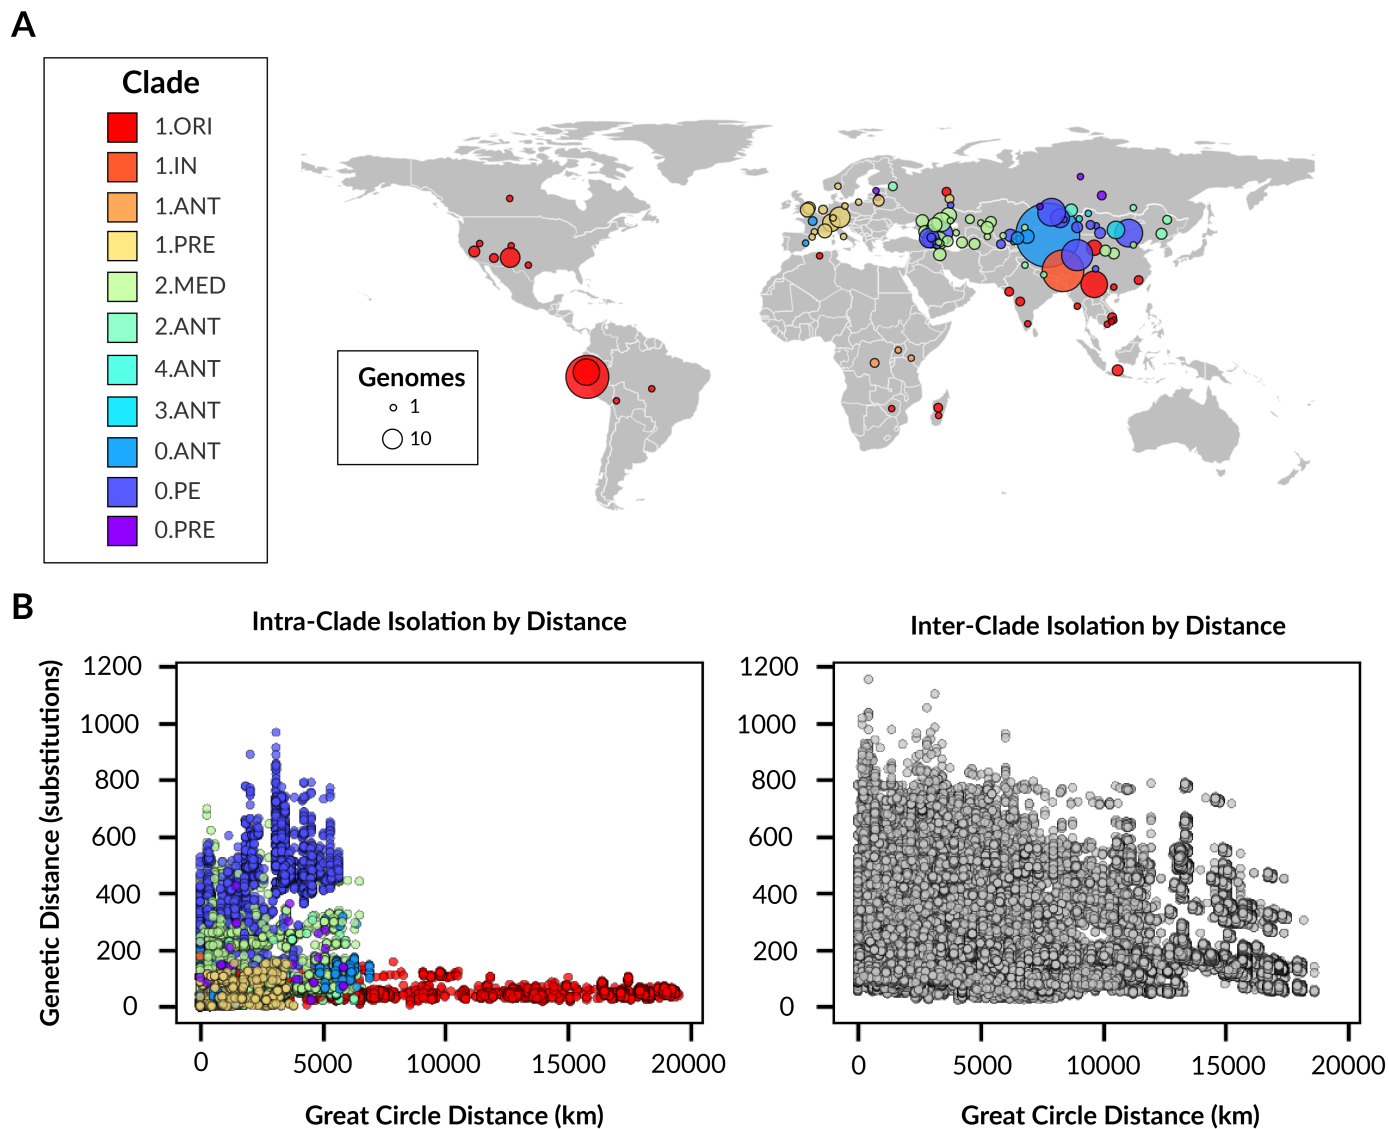 A
Clade
1.ORI
1.IN
1.ANT
1.PRE
2.MED
2.ANT
4.ANT
3.ANT
0.ANT
0.PE
0.PRE
Genomes
1
10
B
Intra-Clade Isolation by Distance
Genetic Distance (substitutions)
1200
1000
800
600
400
200
0
0 5000 10000 15000 20000
Great Circle Distance (km)
Inter-Clade Isolation by Distance
1200
1000
800
600
400
200
0
0 5000 10000 15000 20000
Great Circle Distance (km)